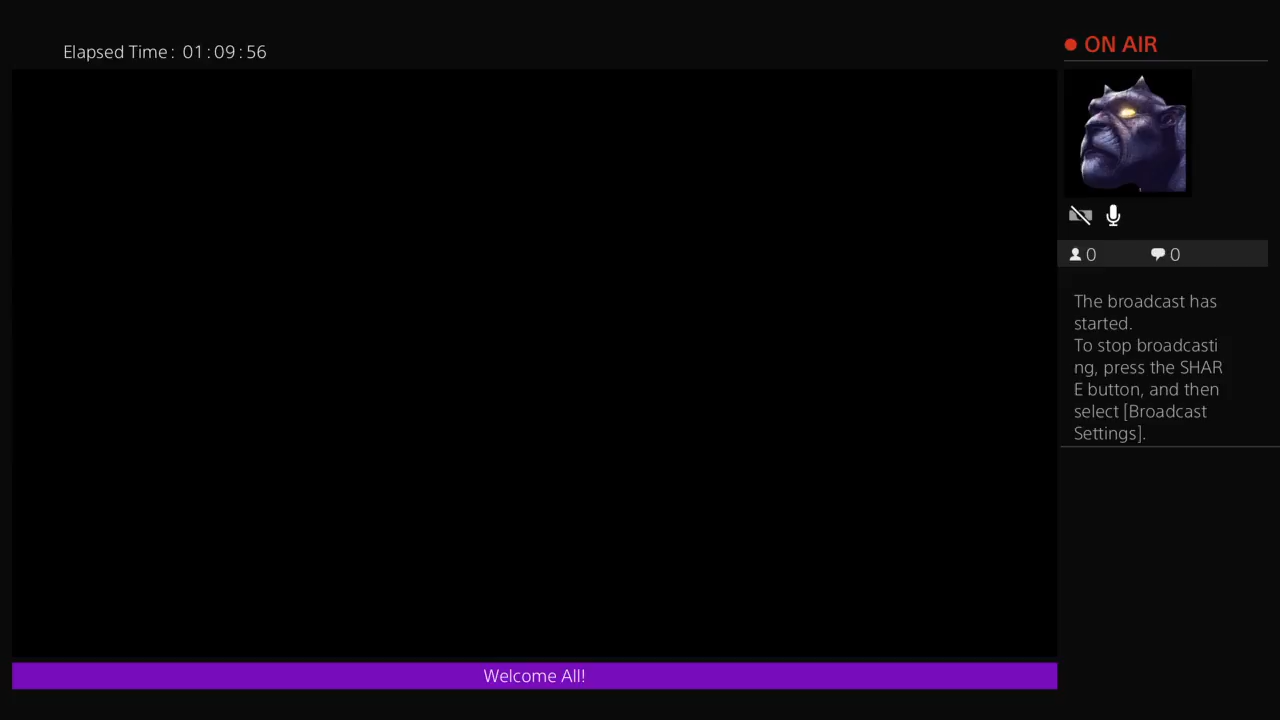 Elapsed Time: 01:09:56
ON AIR
0 0
The broadcast has
started.
To stop broadcasti
ng, press the SHAR
E button, and then
select [Broadcast
Settings].
Welcome All!